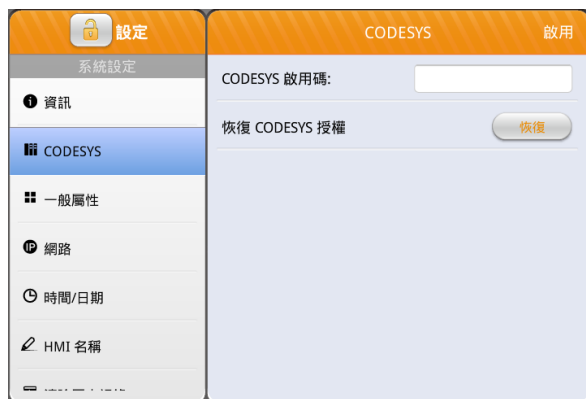 設定
系統設定
資訊
CODESYS
一般屬性
網路
時間/日期
HMI 名稱
CODESYS
啟用
CODESYS 啟用碼:
恢復 CODESYS 授權
恢復